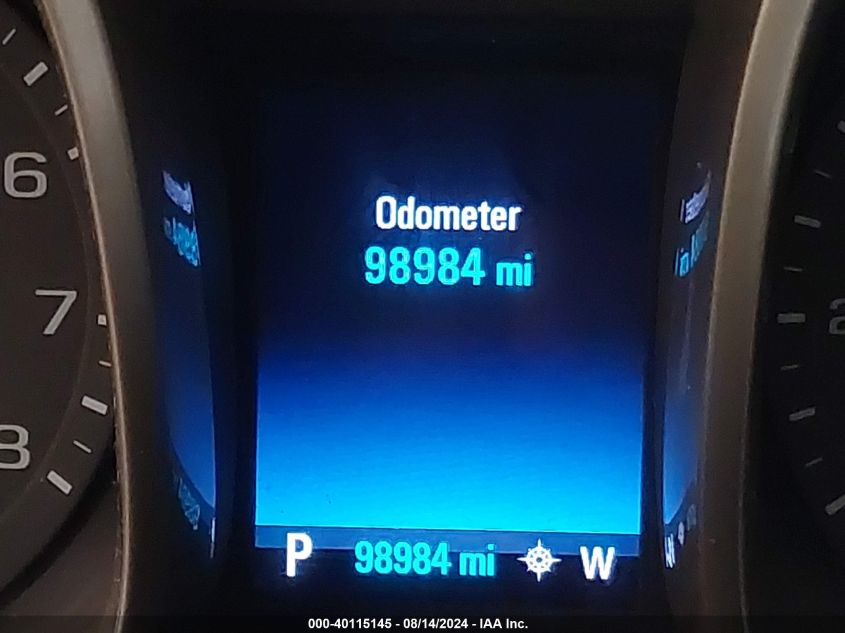 6
7
8
Odometer
98984 mi
P 98984 mi W
000-40115145 - 08/14/2024 - IAA Inc.